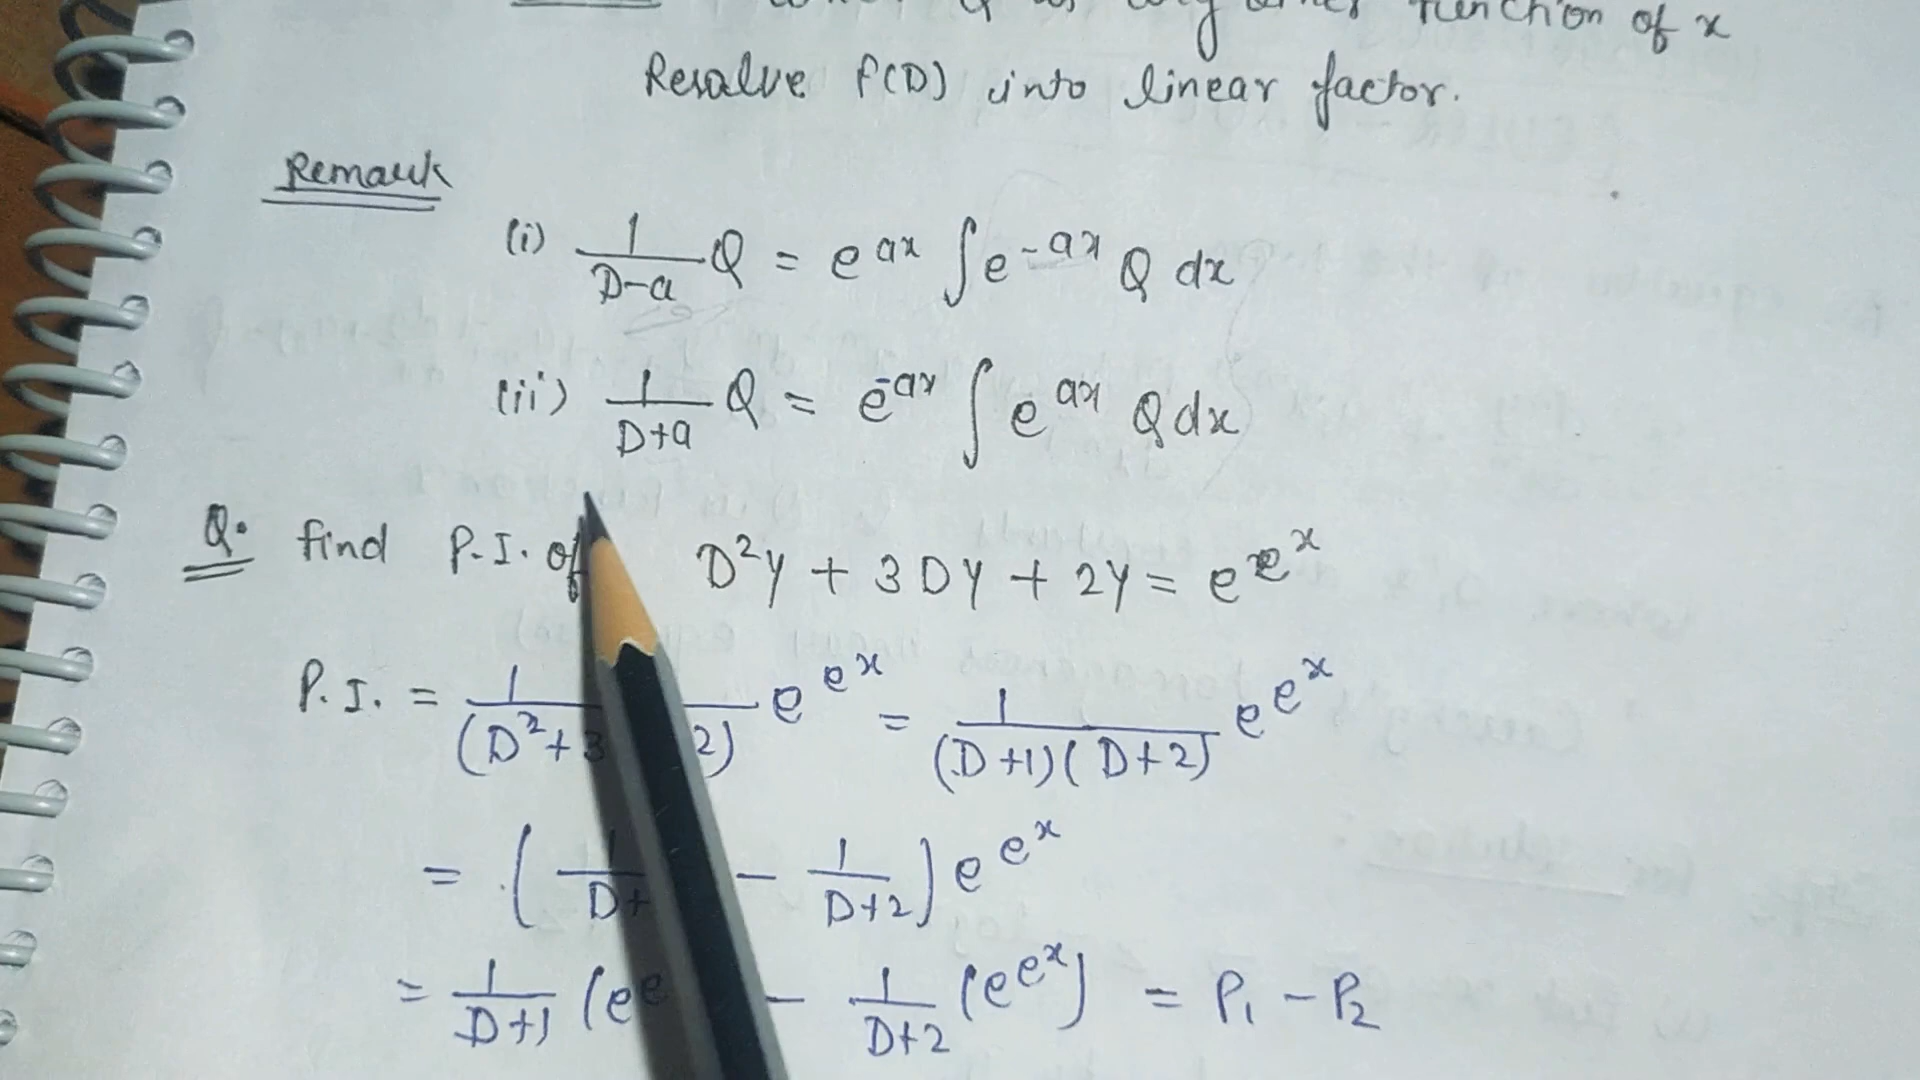 function of x
Resolve f(D) into linear factor.
Remark
(i) 1/(D-a) Q = e^{ax} ∫e^{-ax} Q dx
(ii) 1/(D+a) Q = e^{-ax} ∫e^{ax} Q dx
Q. find P.I. of D²y + 3Dy + 2y = e^{e^x}
P.I. = 1/(D²+3 2) e^{e^x} = 1/((D+1)(D+2)) e^{e^x}
= (1/(D+ - 1/(D+2)) e^{e^x}
= 1/(D+1) (e^e - 1/(D+2) (e^{e^x}) = P₁ - P₂